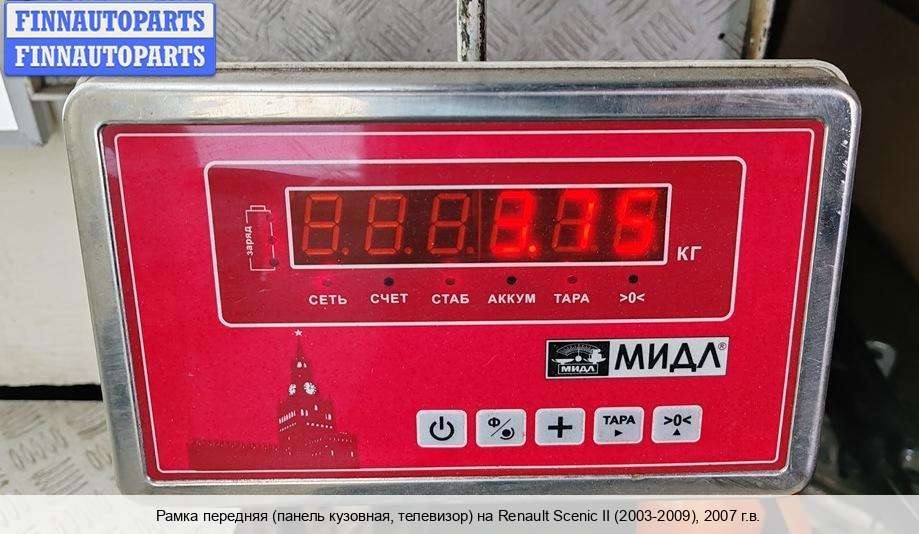 FINNAUTOPARTS
FINNAUTOPARTS
заряд
3.15
КГ
СЕТЬ СЧЕТ СТАБ АККУМ ТАРА >0<
МИДЛ МИДЛ®
Ф/ + ТАРА >0<
Рамка передняя (панель кузовная, телевизор) на Renault Scenic II (2003-2009), 2007 г.в.